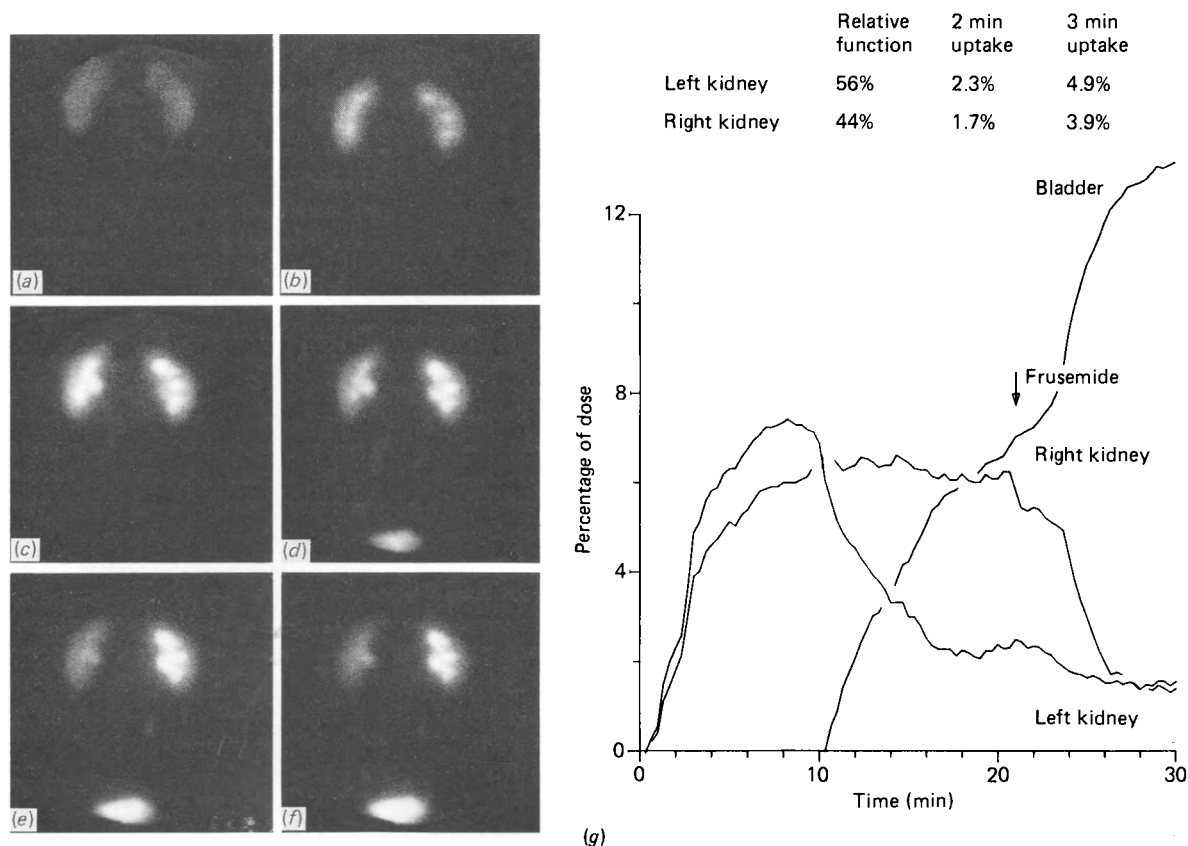 (a)
(b)
(c)
(d)
(e)
(f)
Relative function 2 min uptake 3 min uptake
Left kidney 56% 2.3% 4.9%
Right kidney 44% 1.7% 3.9%
Bladder
Frusemide
Right kidney
Left kidney
Percentage of dose
12
8
4
0
0 10 20 30
Time (min)
(g)